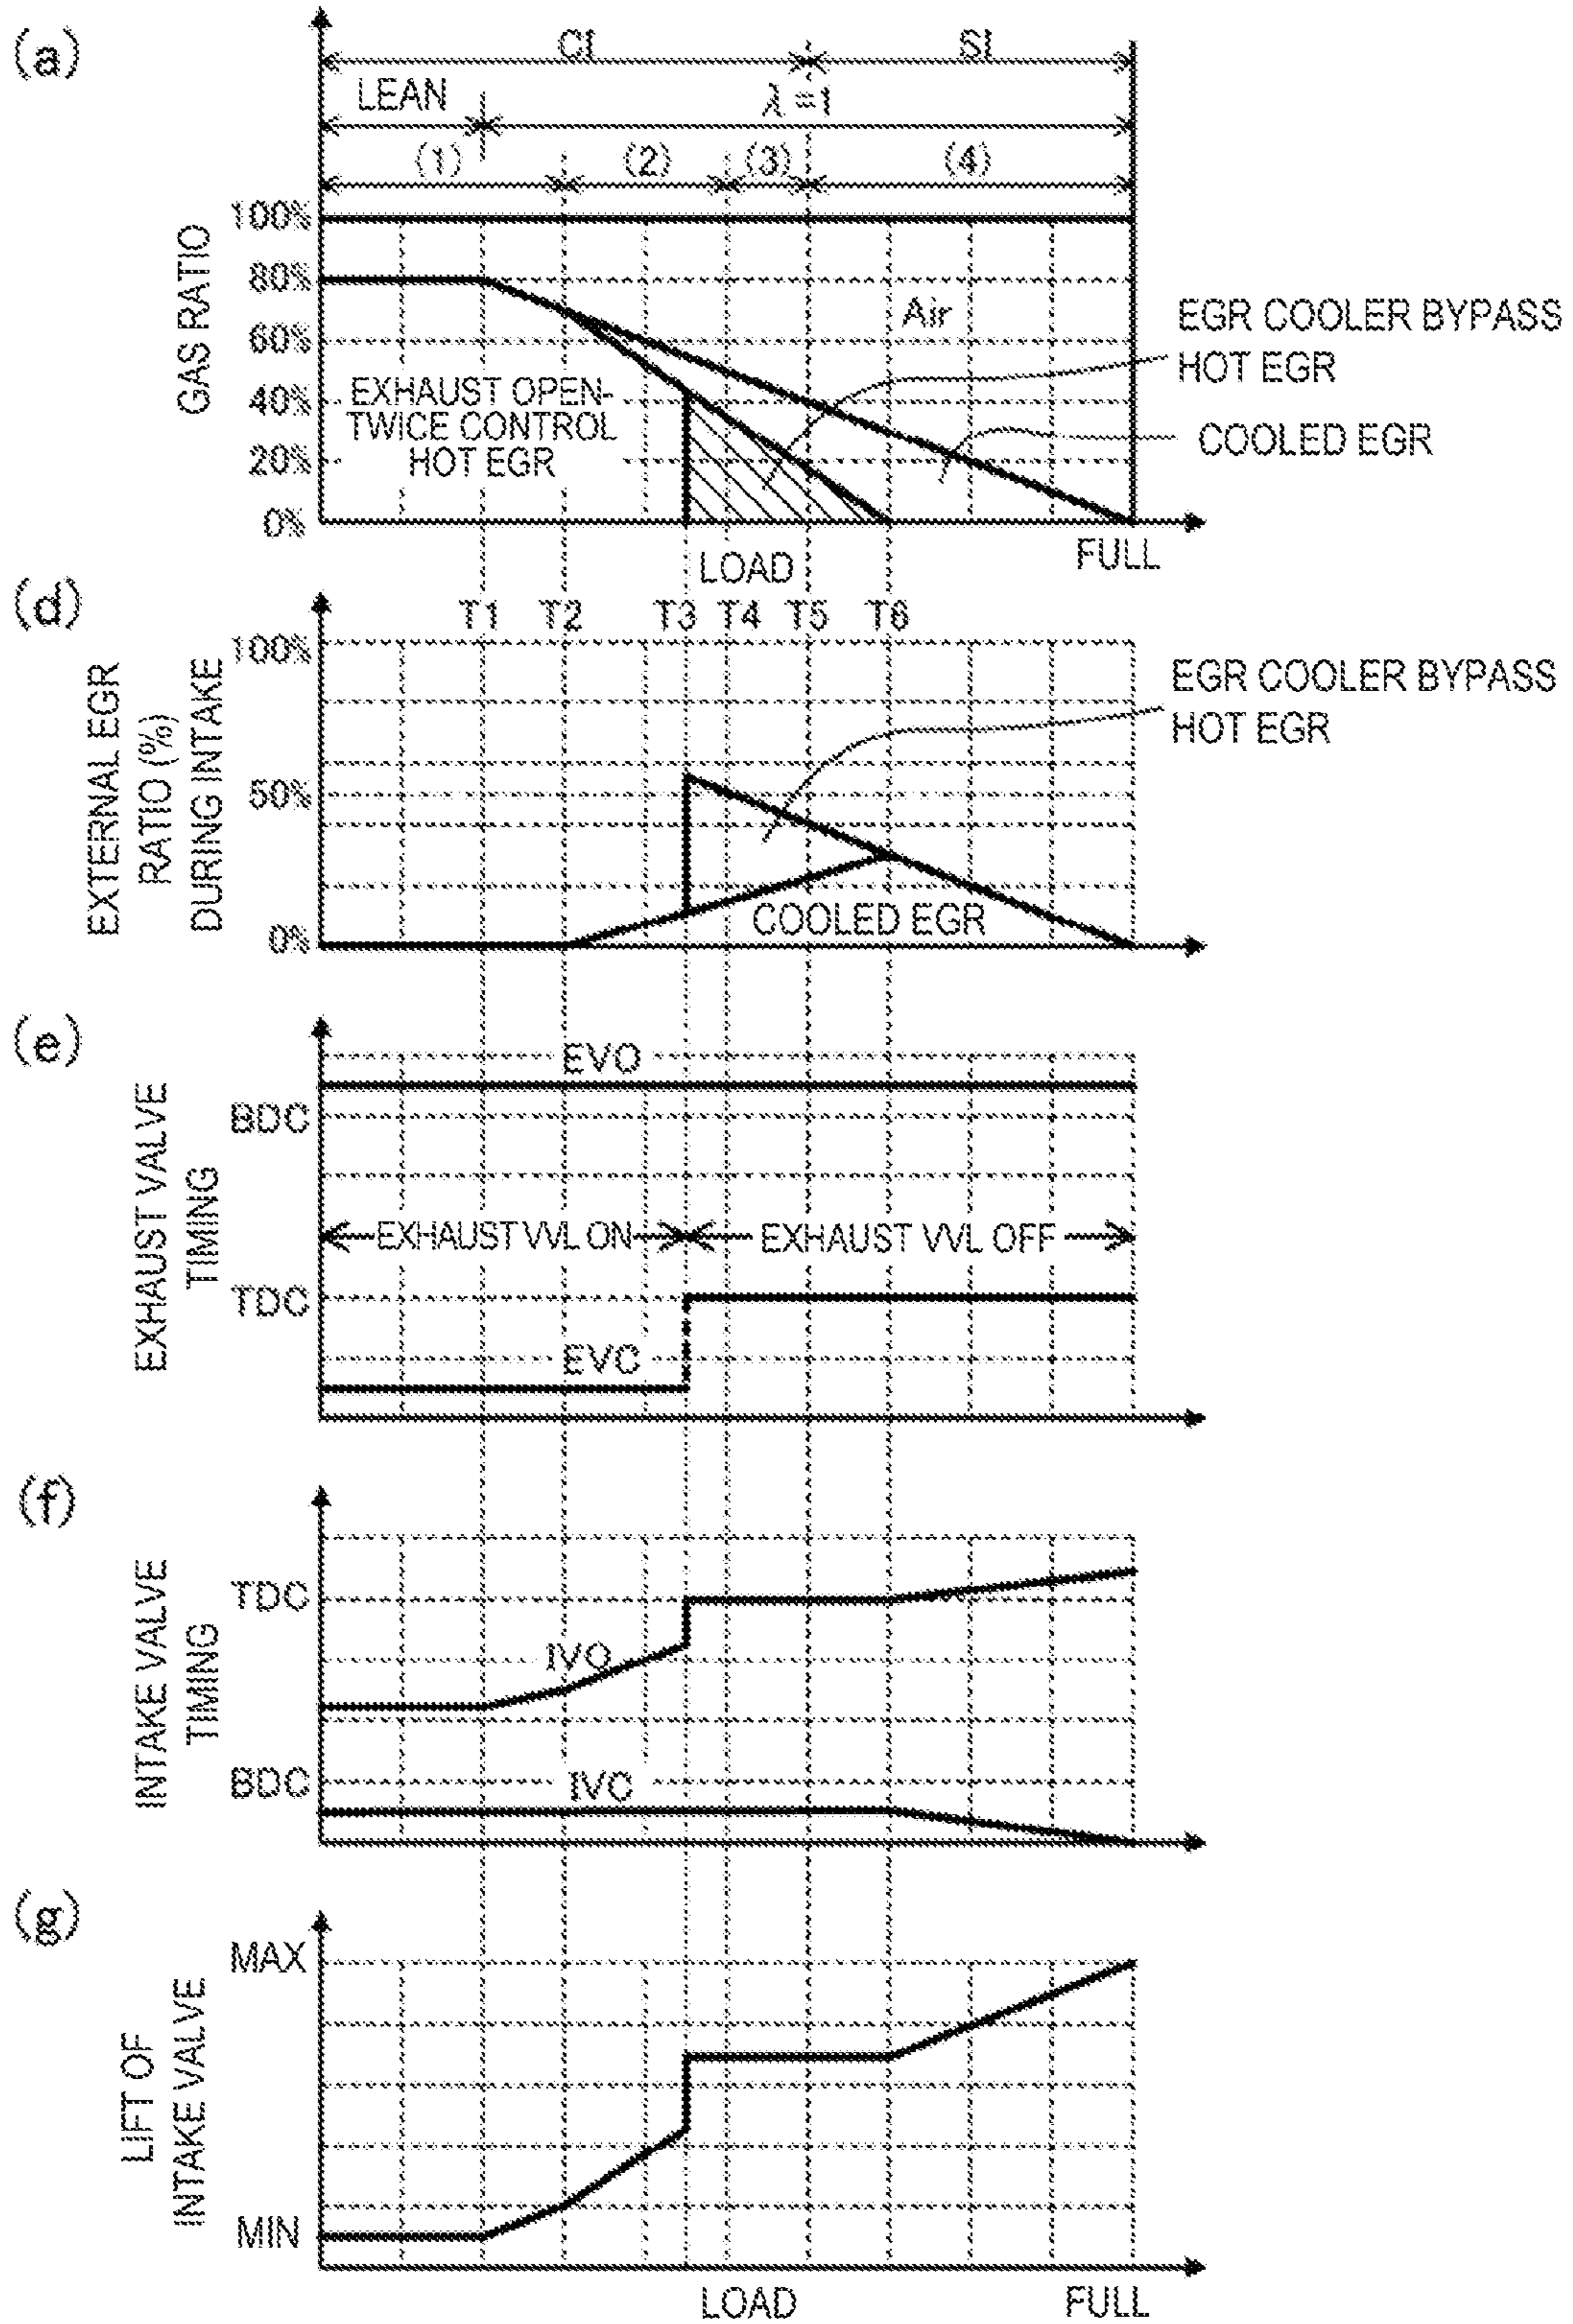 (a)
CI
SI
LEAN
λ=1
(1)
(2)
(3)
(4)
GAS RATIO
100%
80%
60%
40%
20%
0%
Air
EXHAUST OPEN-
TWICE CONTROL
HOT EGR
EGR COOLER BYPASS
HOT EGR
COOLED EGR
LOAD
FULL
(d)
T1
T2
T3
T4
T5
T6
EXTERNAL EGR
RATIO (%)
DURING INTAKE
100%
50%
0%
EGR COOLER BYPASS
HOT EGR
COOLED EGR
(e)
EXHAUST VALVE
TIMING
EVO
BDC
EXHAUST VVL ON
EXHAUST VVL OFF
TDC
EVC
(f)
INTAKE VALVE
TIMING
TDC
IVO
BDC
IVC
(g)
LIFT OF
INTAKE VALVE
MAX
MIN
LOAD
FULL